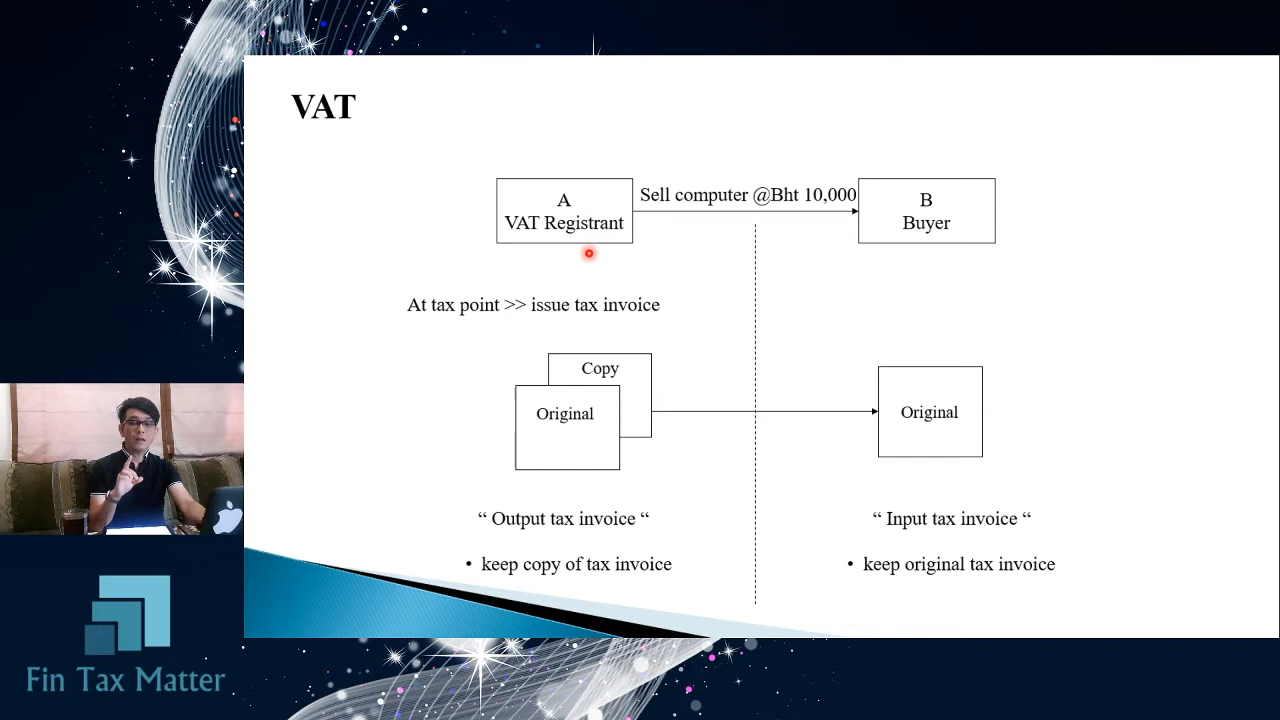 VAT
A
VAT Registrant
Sell computer @Bht 10,000
B
Buyer
At tax point >> issue tax invoice
Copy
Original
Original
“ Output tax invoice “
“ Input tax invoice “
• keep copy of tax invoice
• keep original tax invoice
Fin Tax Matter